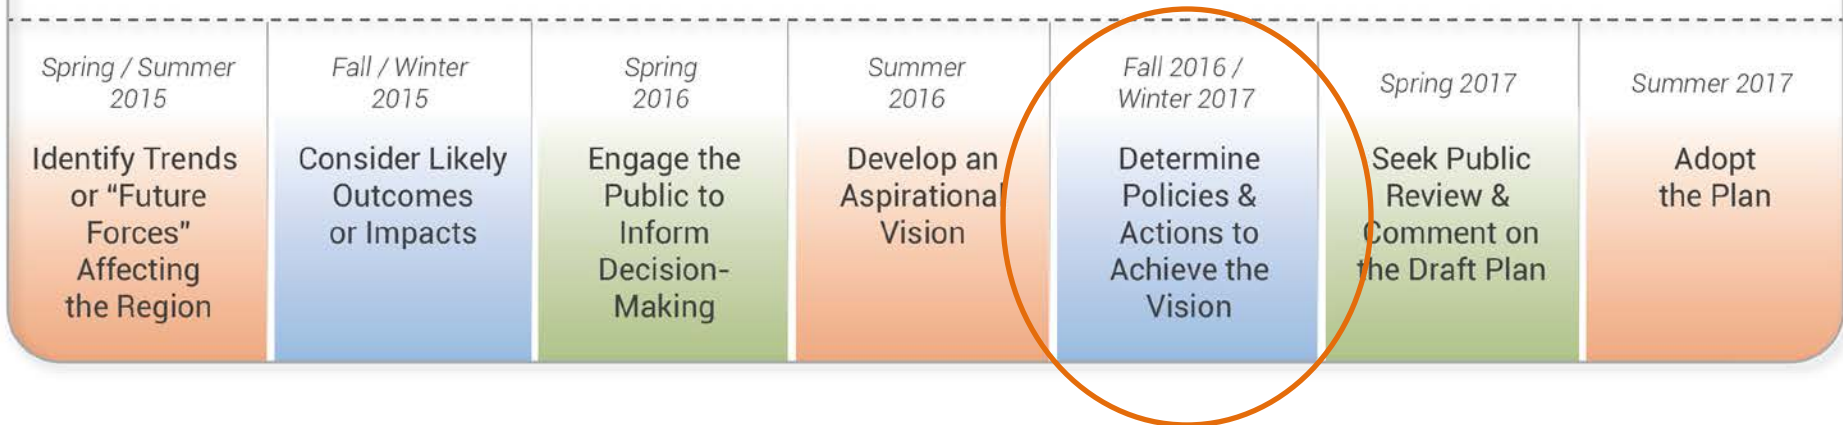 Spring / Summer
2015
Identify Trends
or “Future
Forces”
Affecting
the Region
Fall / Winter
2015
Consider Likely
Outcomes
or Impacts
Spring
2016
Engage the
Public to
Inform
Decision-
Making
Summer
2016
Develop an
Aspirational
Vision
Fall 2016 /
Winter 2017
Determine
Policies &
Actions to
Achieve the
Vision
Spring 2017
Seek Public
Review &
Comment on
the Draft Plan
Summer 2017
Adopt
the Plan